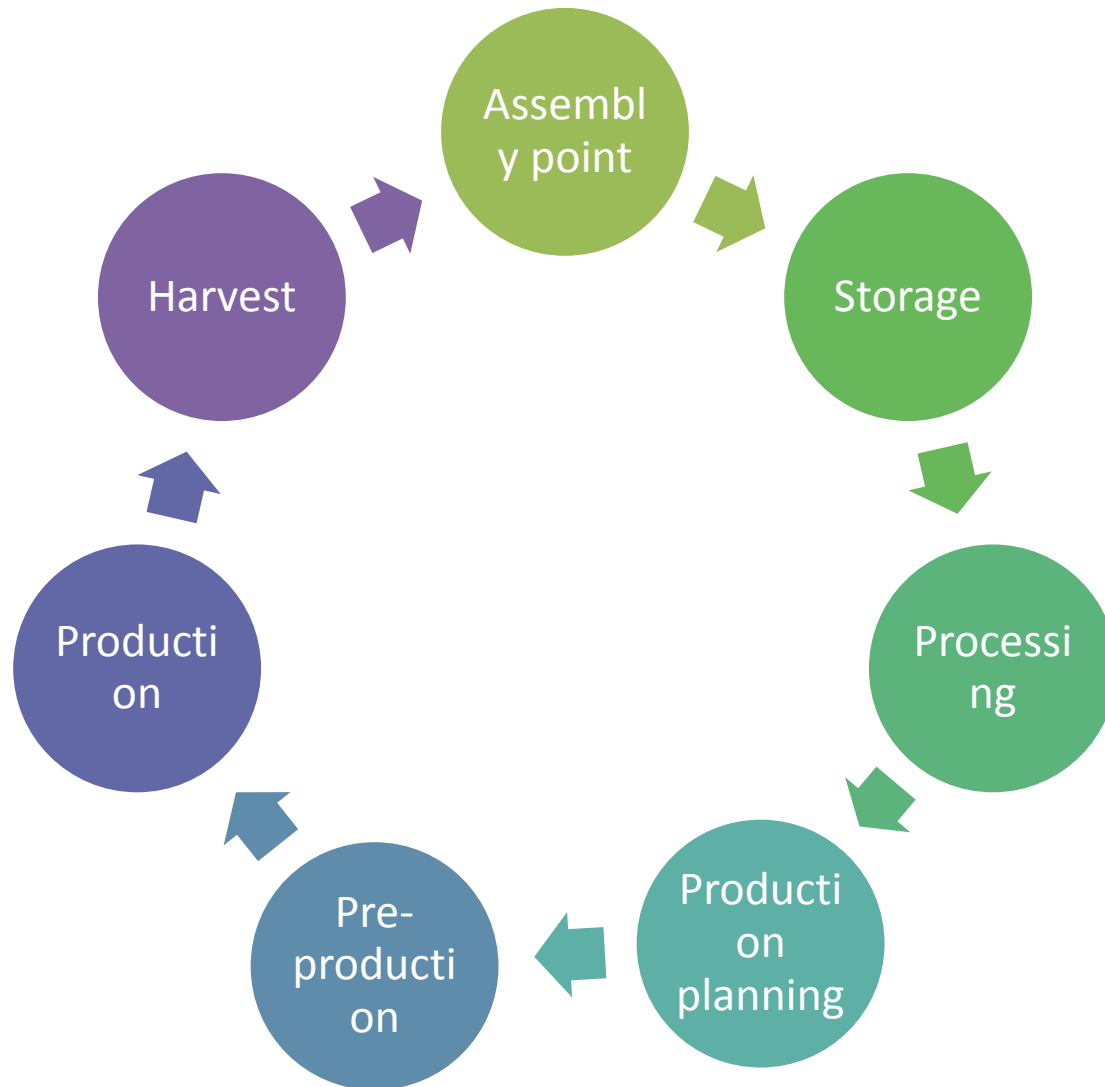 Assembl
y point
Storage
Processi
ng
Producti
on
planning
Pre-
producti
on
Producti
on
Harvest